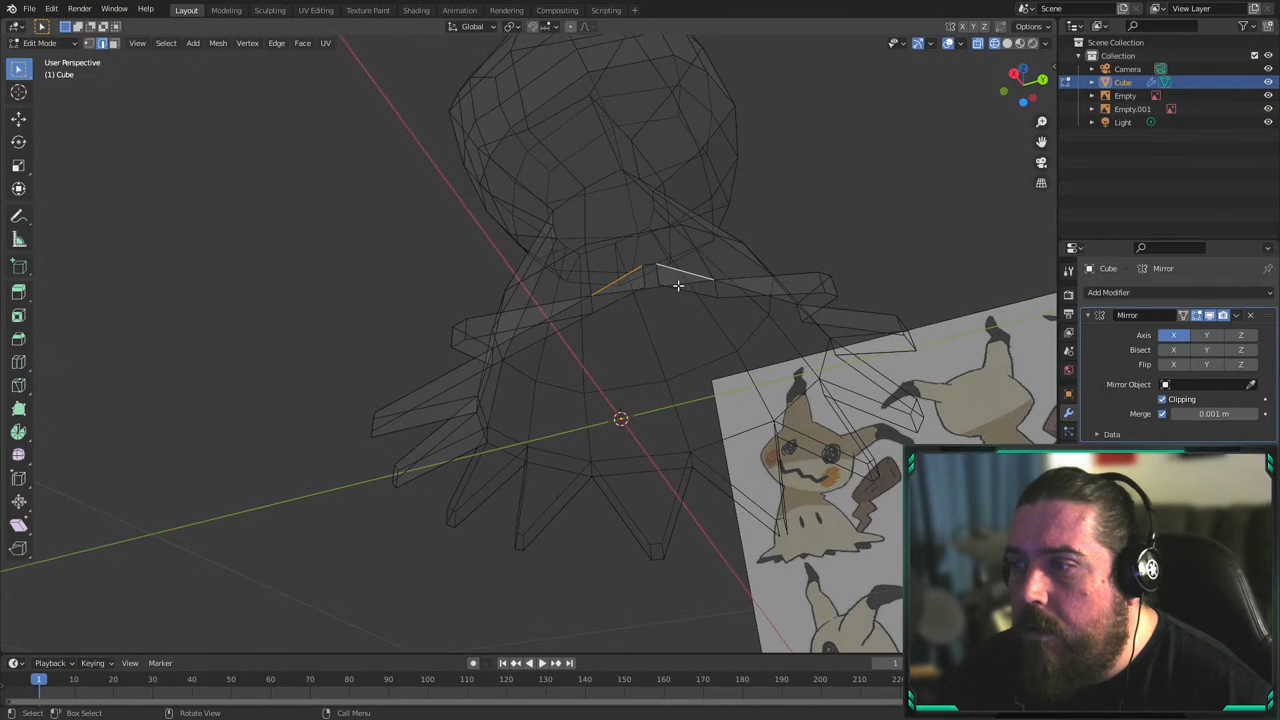 File Edit Render Window Help Layout Modeling Sculpting UV Editing Texture Paint Shading Animation Rendering Compositing Scripting + Scene View Layer
Global X Y Z Options
Edit Mode View Select Add Mesh Vertex Edge Face UV
User Perspective
(1) Cube
X Y Z
Scene Collection
Collection
Camera
Cube
Empty
Empty.001
Light
Cube Mirror
Add Modifier
Mirror
Axis X Y Z
Bisect X Y Z
Flip X Y Z
Mirror Object
Clipping
Merge 0.001 m
Data
Playback Keying View Marker 1
1 10 20 30 40 50 60 70 80 90 100 110 120 130 140 150 160 170 180 190 200 210 220
Select Box Select Rotate View Call Menu